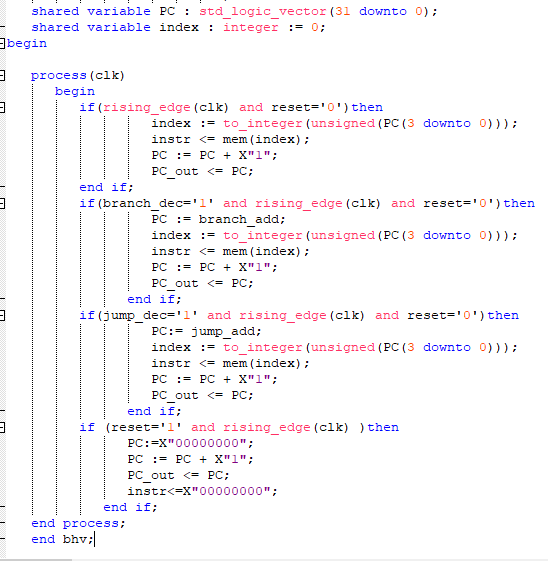 shared variable PC : std_logic_vector(31 downto 0);
shared variable index : integer := 0;
begin
process(clk)
begin
if(rising_edge(clk) and reset='0')then
index := to_integer(unsigned(PC(3 downto 0)));
instr <= mem(index);
PC := PC + X"1";
PC_out <= PC;
end if;
if(branch_dec='1' and rising_edge(clk) and reset='0')then
PC := branch_add;
index := to_integer(unsigned(PC(3 downto 0)));
instr <= mem(index);
PC := PC + X"1";
PC_out <= PC;
end if;
if(jump_dec='1' and rising_edge(clk) and reset='0')then
PC:= jump_add;
index := to_integer(unsigned(PC(3 downto 0)));
instr <= mem(index);
PC := PC + X"1";
PC_out <= PC;
end if;
if (reset='1' and rising_edge(clk) )then
PC:=X"00000000";
PC := PC + X"1";
PC_out <= PC;
instr<=X"00000000";
end if;
end process;
end bhv;